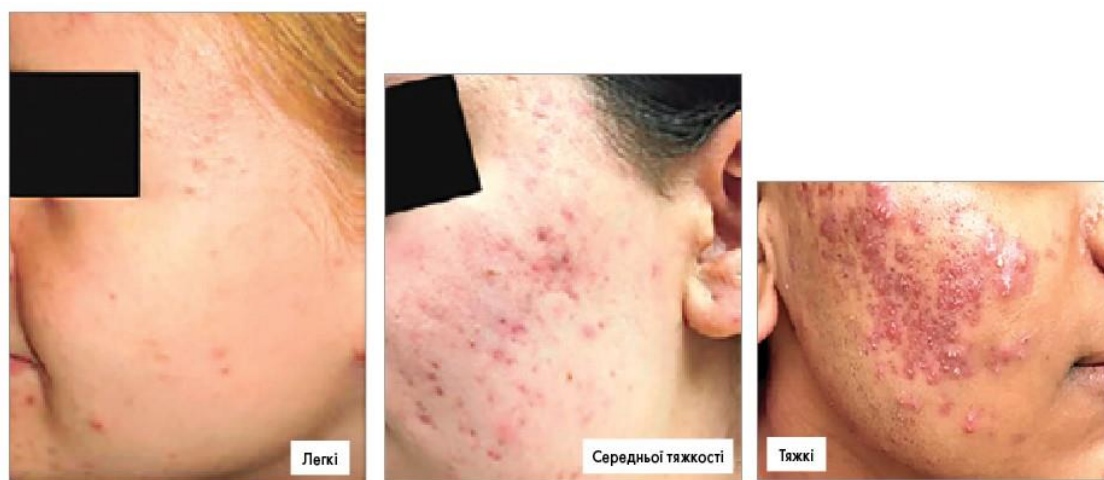 Легкі
Середньої тяжкості
Тяжкі